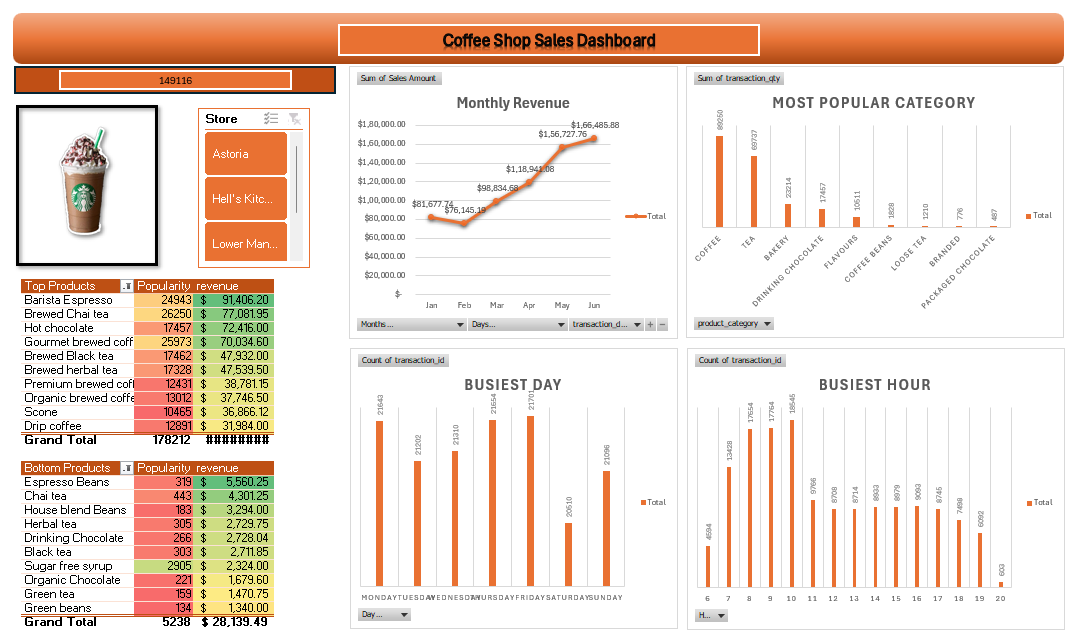 Coffee Shop Sales Dashboard
149116
Store
Astoria
Hell's Kitc...
Lower Man...
Top Products Popularity revenue
Barista Espresso 24943 $ 91,406.20
Brewed Chai tea 26250 $ 77,081.95
Hot chocolate 17457 $ 72,416.00
Gourmet brewed coff 25973 $ 70,034.60
Brewed Black tea 17462 $ 47,932.00
Brewed herbal tea 17328 $ 47,539.50
Premium brewed coff 12431 $ 38,781.15
Organic brewed coffe 13012 $ 37,746.50
Scone 10465 $ 36,866.12
Drip coffee 12891 $ 31,984.00
Grand Total 178212 ########
Bottom Products Popularity revenue
Espresso Beans 319 $ 5,560.25
Chai tea 443 $ 4,301.25
House blend Beans 183 $ 3,294.00
Herbal tea 305 $ 2,729.75
Drinking Chocolate 266 $ 2,728.04
Black tea 303 $ 2,711.85
Sugar free syrup 2905 $ 2,324.00
Organic Chocolate 221 $ 1,679.60
Green tea 159 $ 1,470.75
Green beans 134 $ 1,340.00
Grand Total 5238 $ 28,139.49
Sum of Sales Amount
Monthly Revenue
$1,80,000.00
$1,60,000.00
$1,40,000.00
$1,20,000.00
$1,00,000.00
$80,000.00
$60,000.00
$40,000.00
$20,000.00
$-
$81,677.74
$76,145.19
$98,834.68
$1,18,941.08
$1,56,727.76
$1,66,485.88
Total
Jan Feb Mar Apr May Jun
Months... Days... transaction_d...
Sum of transaction_qty
MOST POPULAR CATEGORY
89250
69737
23214
17457
10511
1828
1210
776
487
Total
COFFEE
TEA
BAKERY
DRINKING CHOCOLATE
FLAVOURS
COFFEE BEANS
LOOSE TEA
BRANDED
PACKAGED CHOCOLATE
product_category
Count of transaction_id
BUSIEST DAY
21643
21202
21310
21654
21701
20510
21096
Total
MONDAY TUESDAY WEDNESDAY THURSDAY FRIDAY SATURDAY SUNDAY
Day...
Count of transaction_id
BUSIEST HOUR
4594
13428
17654
17764
18545
9766
8708
8714
8933
8979
9093
8745
7498
6092
603
Total
6 7 8 9 10 11 12 13 14 15 16 17 18 19 20
H...